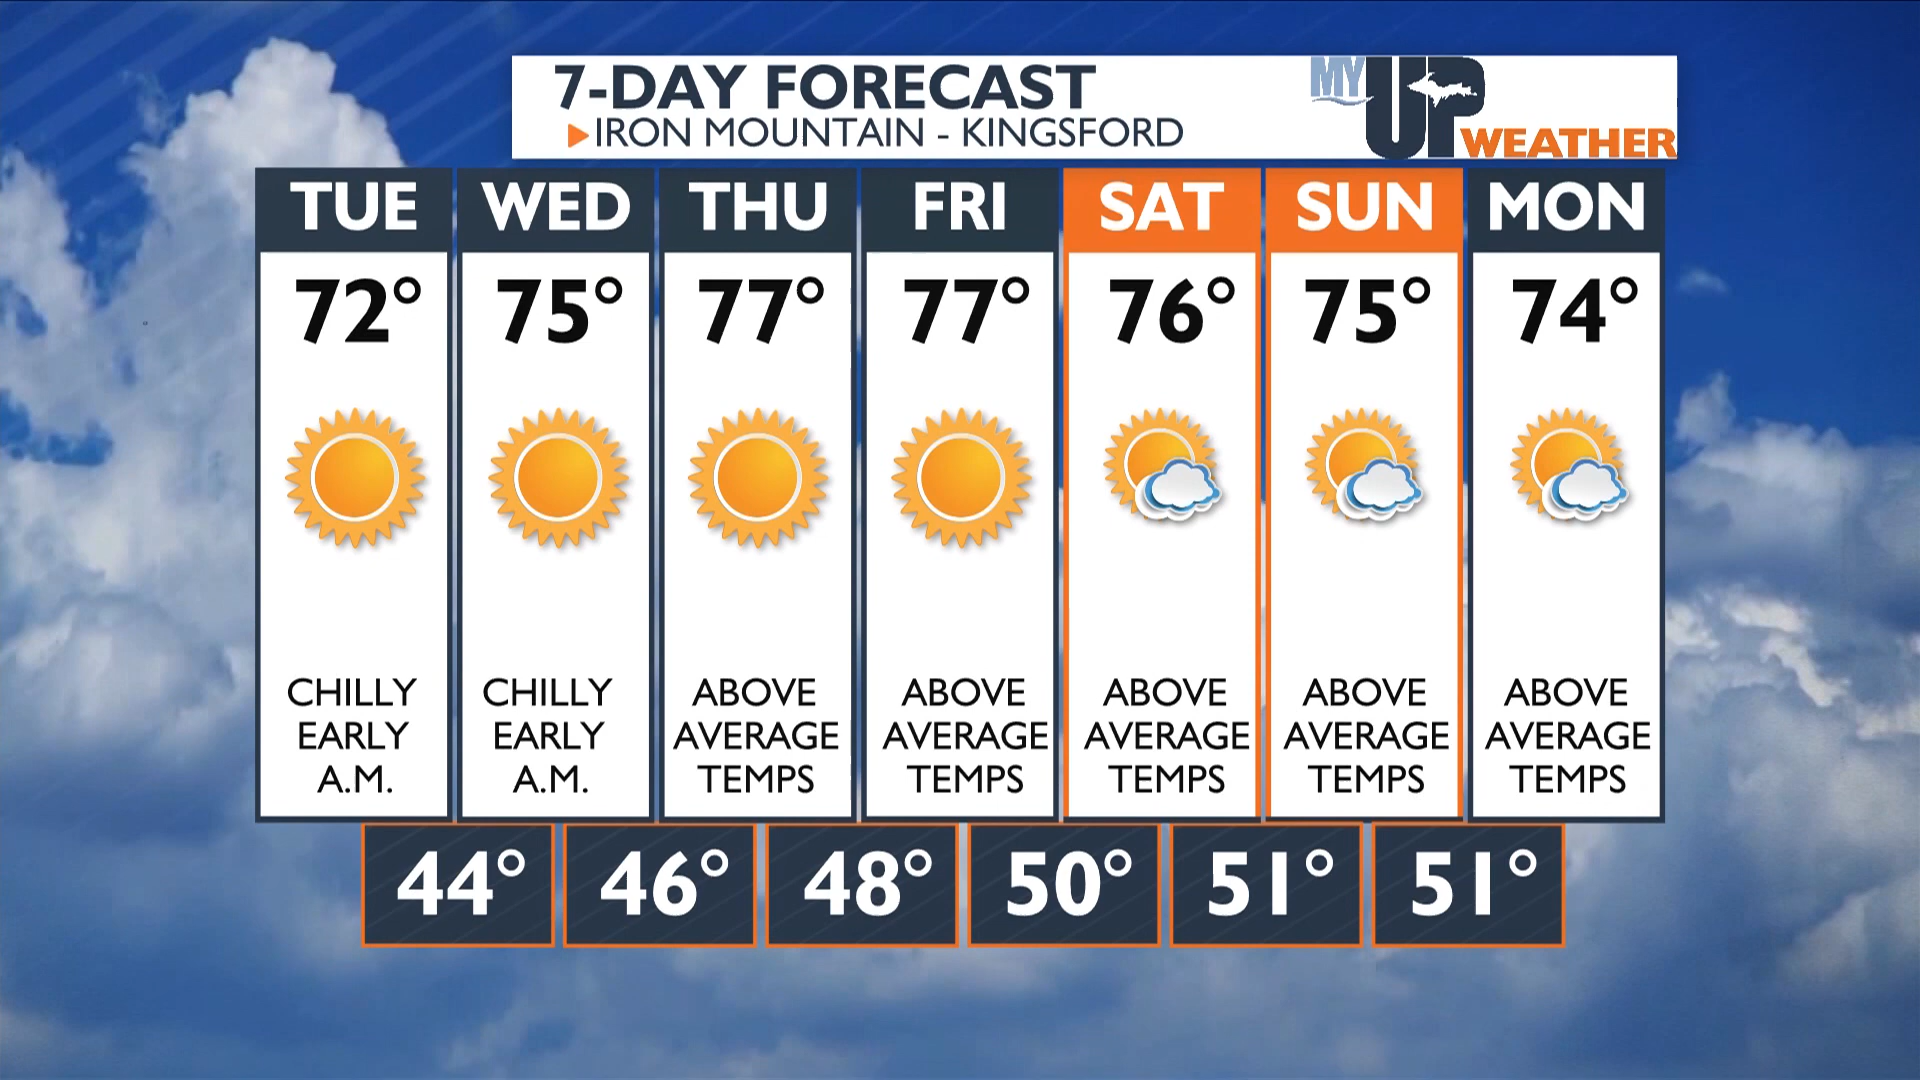 7-DAY FORECAST
IRON MOUNTAIN - KINGSFORD
MY UP WEATHER
TUE WED THU FRI SAT SUN MON
72° 75° 77° 77° 76° 75° 74°
CHILLY CHILLY ABOVE ABOVE ABOVE ABOVE ABOVE
EARLY EARLY AVERAGE AVERAGE AVERAGE AVERAGE AVERAGE
A.M. A.M. TEMPS TEMPS TEMPS TEMPS TEMPS
44° 46° 48° 50° 51° 51°